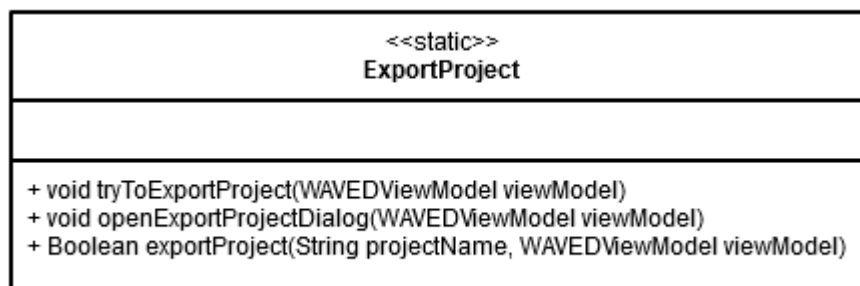 <<static>>
ExportProject
+ void tryToExportProject(WAVEDViewModel viewModel)
+ void openExportProjectDialog(WAVEDViewModel viewModel)
+ Boolean exportProject(String projectName, WAVEDViewModel viewModel)